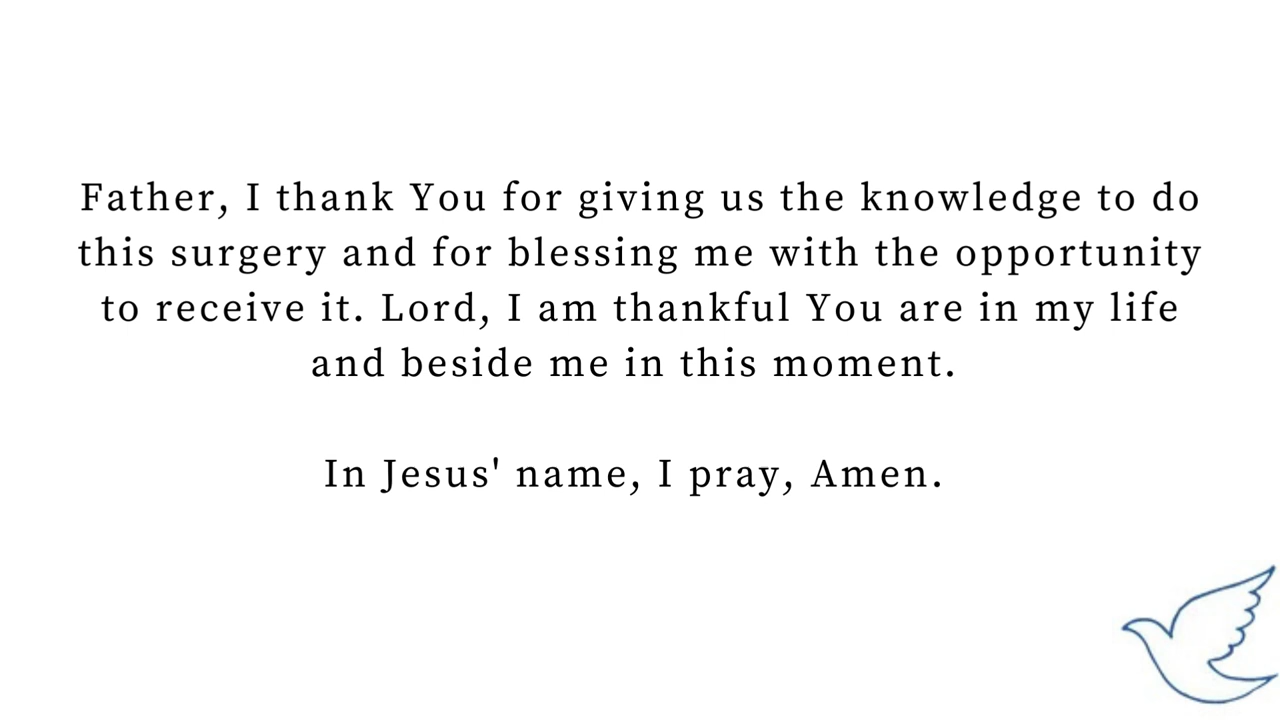 Father, I thank You for giving us the knowledge to do
this surgery and for blessing me with the opportunity
to receive it. Lord, I am thankful You are in my life
and beside me in this moment.
In Jesus' name, I pray, Amen.